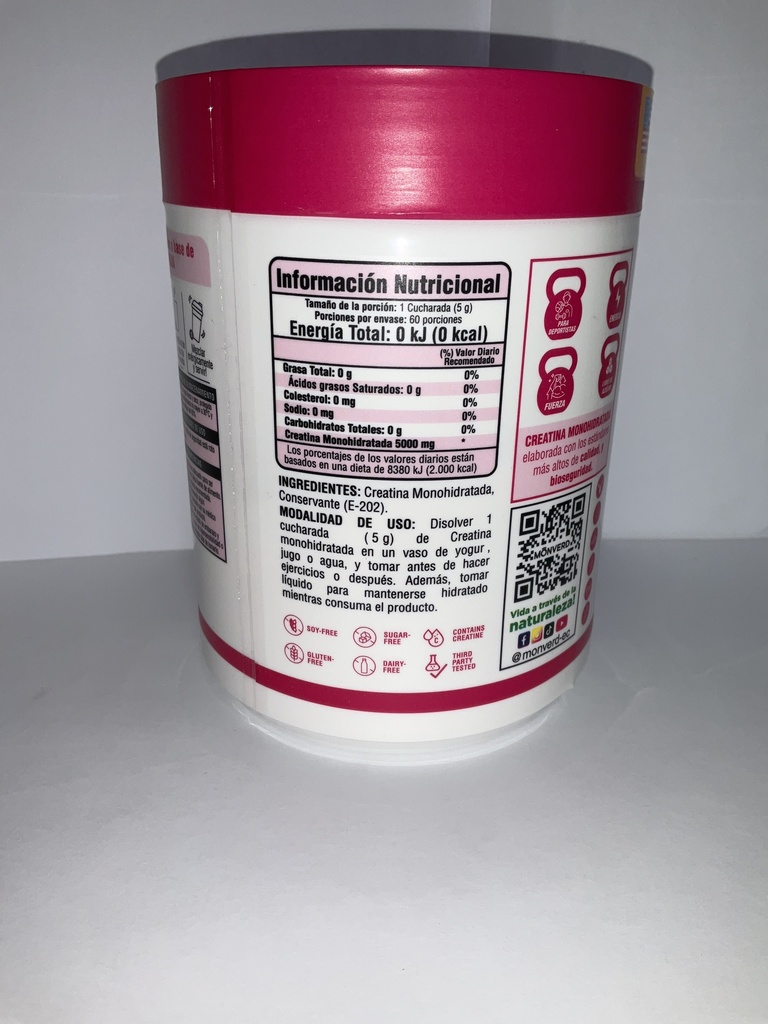 Información Nutricional
Tamaño de la porción: 1 Cucharada (5 g)
Porciones por envase: 60 porciones
Energía Total: 0 kJ (0 kcal)
(%) Valor Diario
Recomendado
Grasa Total: 0 g 0%
Ácidos grasos Saturados: 0 g 0%
Colesterol: 0 mg 0%
Sodio: 0 mg 0%
Carbohidratos Totales: 0 g 0%
Creatina Monohidratada 5000 mg *
Los porcentajes de los valores diarios están
basados en una dieta de 8380 kJ (2.000 kcal)
INGREDIENTES: Creatina Monohidratada,
Conservante (E-202).
MODALIDAD DE USO: Disolver 1
cucharada (5 g) de Creatina
monohidratada en un vaso de yogur,
jugo o agua, y tomar antes de hacer
ejercicios o después. Además, tomar
líquido para mantenerse hidratado
mientras consuma el producto.
SOY-FREE
SUGAR-
FREE
CONTAINS
CREATINE
GLUTEN-
FREE
DAIRY-
FREE
THIRD
PARTY
TESTED
PARA
DEPORTISTAS
FUERZA
CREATINA
elaborada con los
más altos de calidad
bioseguridad.
MONVERD
Vida a través de la
naturaleza!
@monverd-ec
de
Mezclar